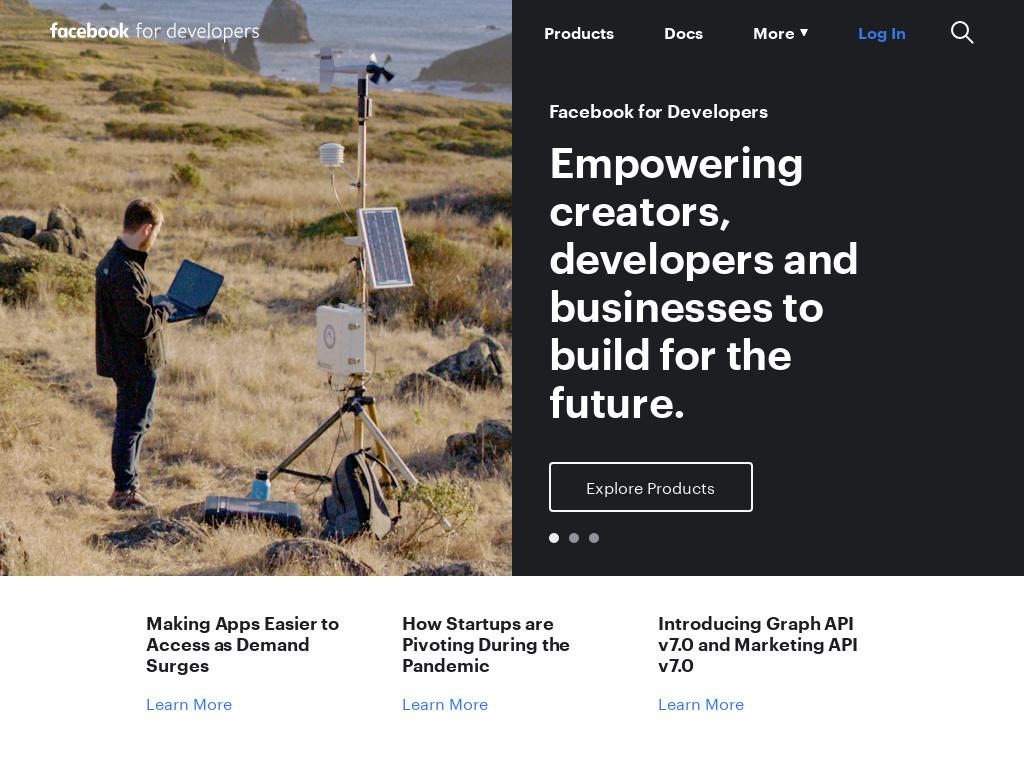 facebook for developers
Products Docs More ▼ Log In
Facebook for Developers
Empowering
creators,
developers and
businesses to
build for the
future.
Explore Products
Making Apps Easier to
Access as Demand
Surges
Learn More
How Startups are
Pivoting During the
Pandemic
Learn More
Introducing Graph API
v7.0 and Marketing API
v7.0
Learn More